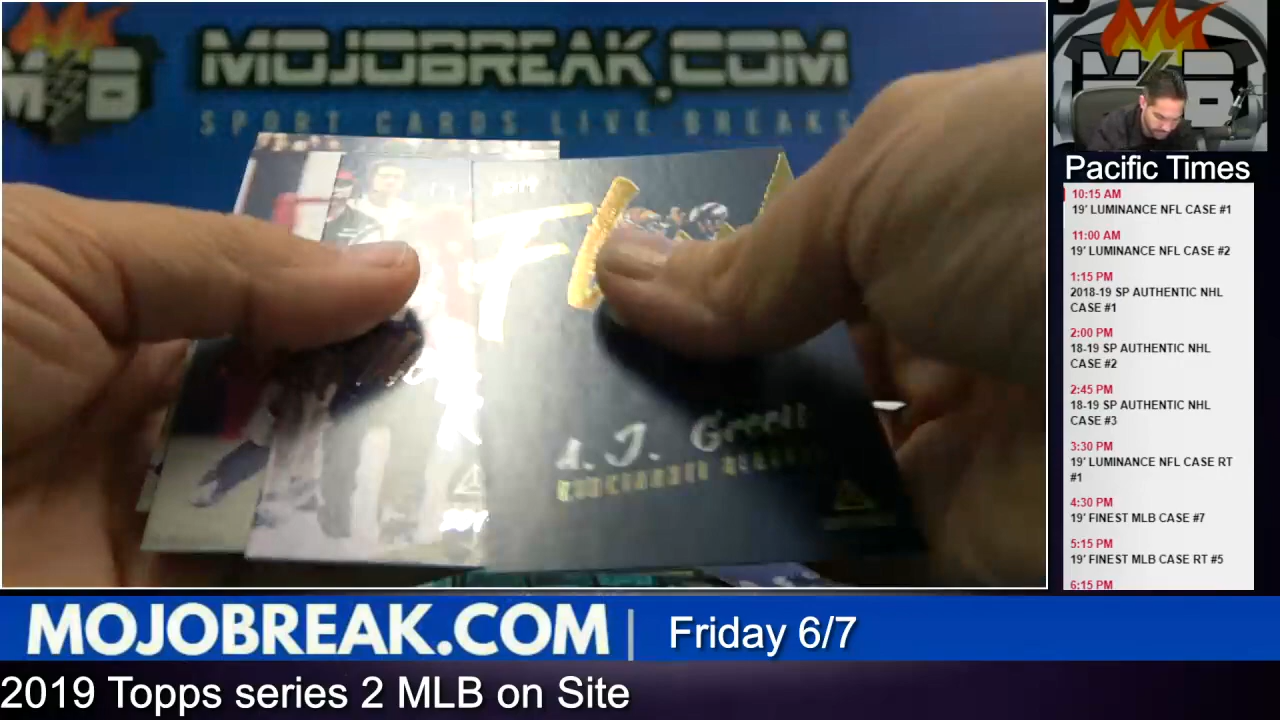 MOJOBREAK.COM
SPORT CARDS LIVE BREAKS
MB
A.J. Green
CINCINNATI BENGALS
Pacific Times
10:15 AM
19' LUMINANCE NFL CASE #1
11:00 AM
19' LUMINANCE NFL CASE #2
1:15 PM
2018-19 SP AUTHENTIC NHL
CASE #1
2:00 PM
18-19 SP AUTHENTIC NHL
CASE #2
2:45 PM
18-19 SP AUTHENTIC NHL
CASE #3
3:30 PM
19' LUMINANCE NFL CASE RT
#1
4:30 PM
19' FINEST MLB CASE #7
5:15 PM
19' FINEST MLB CASE RT #5
6:15 PM
MOJOBREAK.COM | Friday 6/7
2019 Topps series 2 MLB on Site